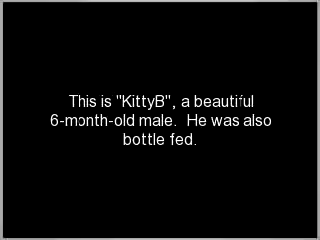 This is "KittyB", a beautiful
6-month-old male.  He was also
bottle fed.